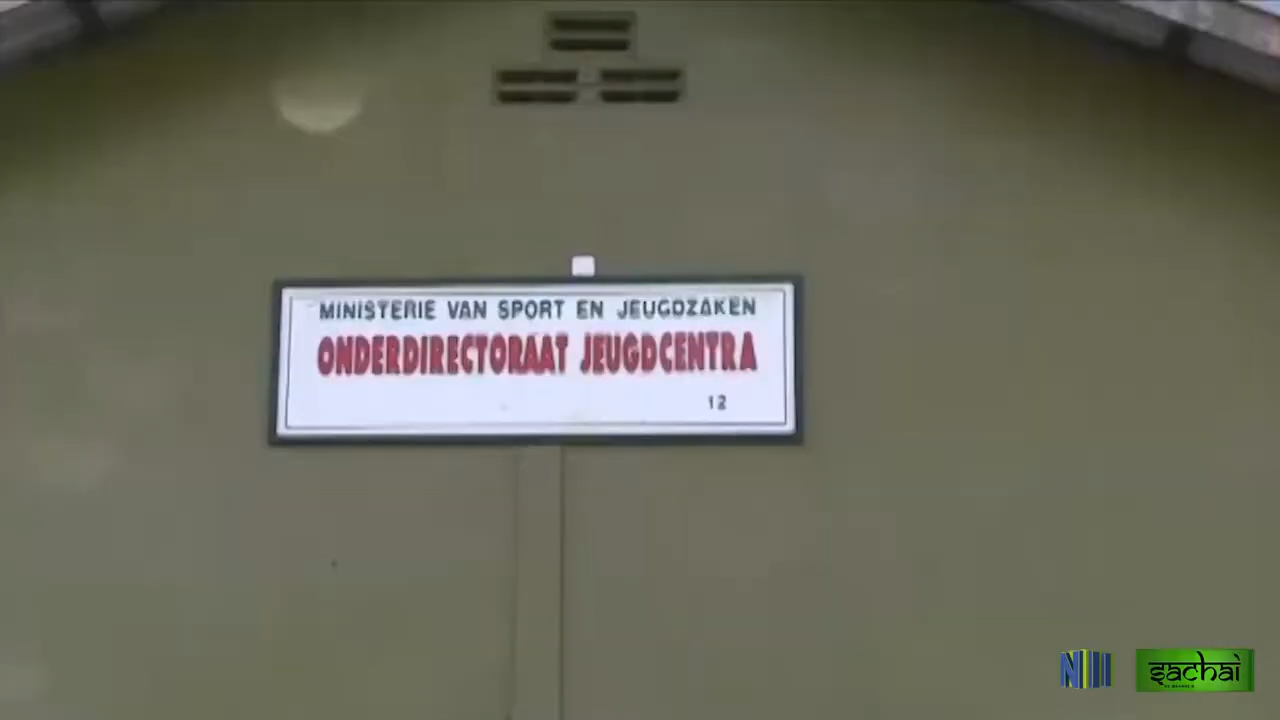 MINISTERIE VAN SPORT EN JEUGDZAKEN
ONDERDIRECTORAAT JEUGDCENTRA
12
sachai